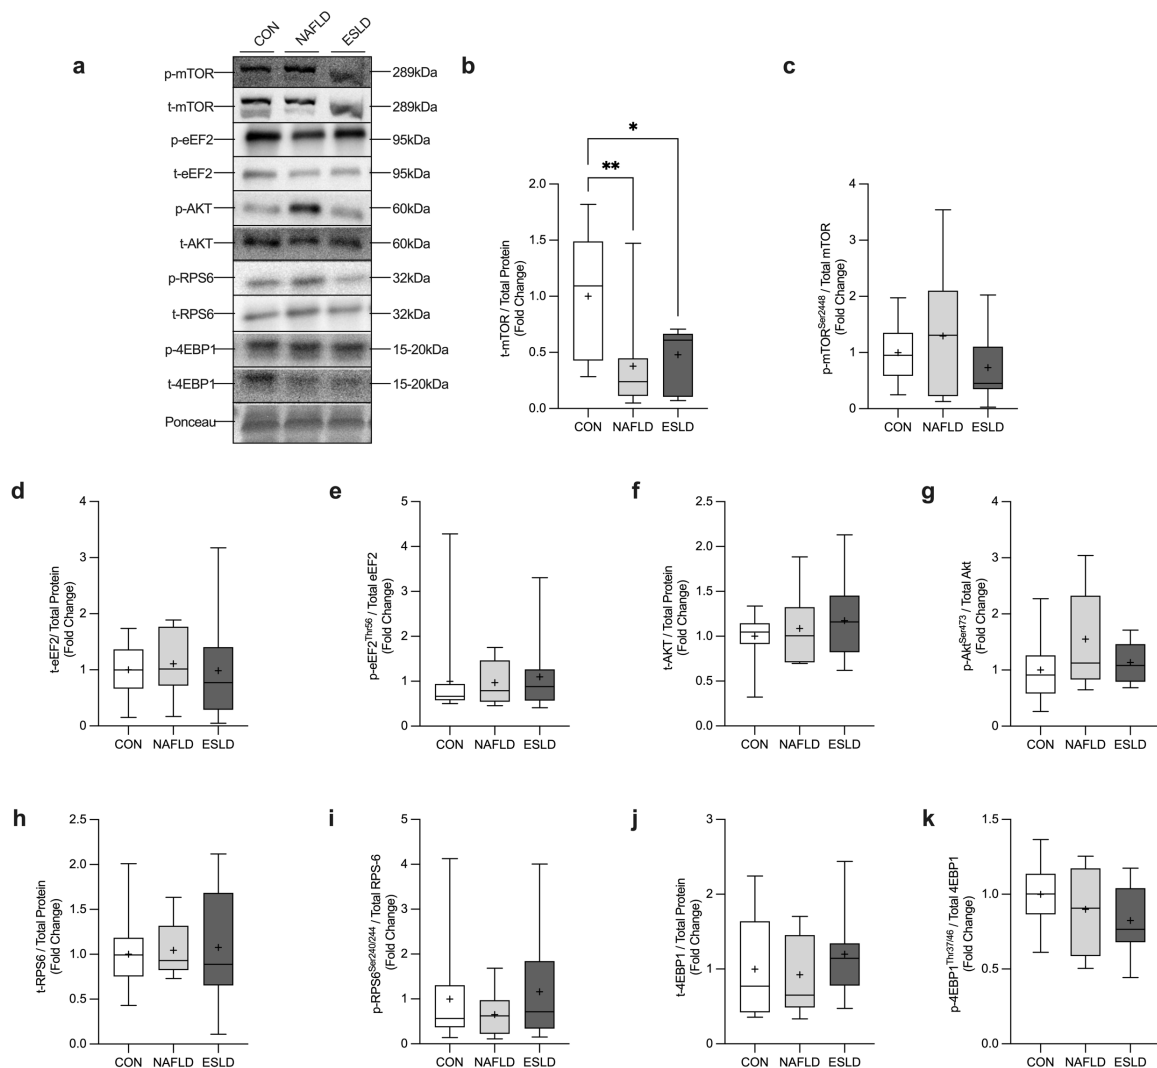 a
CON NAFLD ESLD
p-mTOR 289kDa
t-mTOR 289kDa
p-eEF2 95kDa
t-eEF2 95kDa
p-AKT 60kDa
t-AKT 60kDa
p-RPS6 32kDa
t-RPS6 32kDa
p-4EBP1 15-20kDa
t-4EBP1 15-20kDa
Ponceau
b
t-mTOR / Total Protein
(Fold Change)
2.0
1.5
1.0
0.5
0.0
*
**
CON NAFLD ESLD
c
p-mTORSer2448 / Total mTOR
(Fold Change)
4
3
2
1
0
CON NAFLD ESLD
d
t-eEF2/ Total Protein
(Fold Change)
4
3
2
1
0
CON NAFLD ESLD
e
p-eEF2Thr56 / Total eEF2
(Fold Change)
5
4
3
2
1
0
CON NAFLD ESLD
f
t-AKT / Total Protein
(Fold Change)
2.5
2.0
1.5
1.0
0.5
0.0
CON NAFLD ESLD
g
p-AktSer473 / Total Akt
(Fold Change)
4
3
2
1
0
CON NAFLD ESLD
h
t-RPS6 / Total Protein
(Fold Change)
2.5
2.0
1.5
1.0
0.5
0.0
CON NAFLD ESLD
i
p-RPS6Ser240/244 / Total RPS-6
(Fold Change)
5
4
3
2
1
0
CON NAFLD ESLD
j
t-4EBP1 / Total Protein
(Fold Change)
3
2
1
0
CON NAFLD ESLD
k
p-4EBP1Thr37/46 / Total 4EBP1
(Fold Change)
1.5
1.0
0.5
0.0
CON NAFLD ESLD